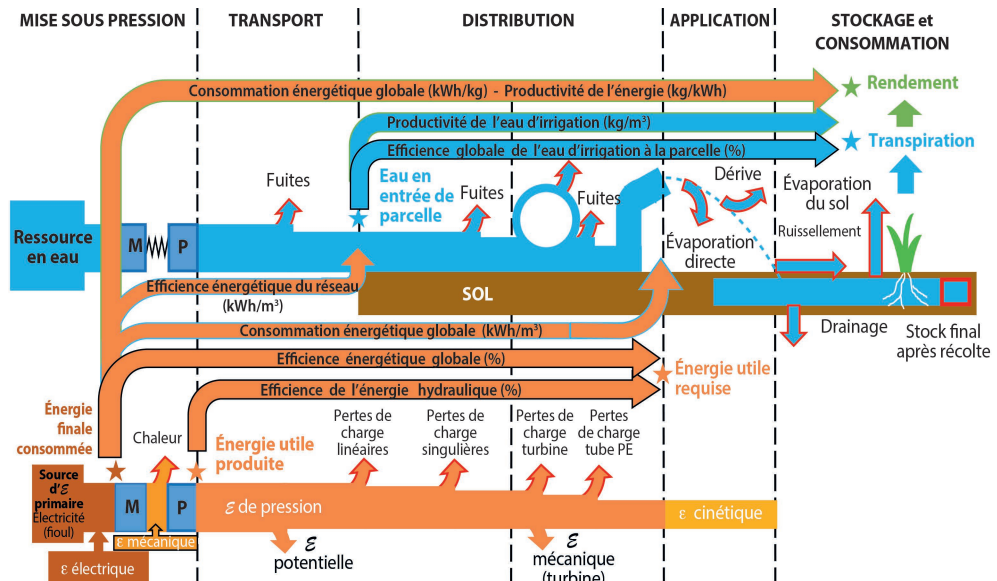 MISE SOUS PRESSION
TRANSPORT
DISTRIBUTION
APPLICATION
STOCKAGE et
CONSOMMATION
Consommation énergétique globale (kWh/kg) - Productivité de l'énergie (kg/kWh)
Rendement
Productivité de l'eau d'irrigation (kg/m³)
Efficience globale de l'eau d'irrigation à la parcelle (%)
Transpiration
Fuites
Eau en
entrée de
parcelle
Fuites
Fuites
Dérive
Évaporation
du sol
Ressource
en eau
M
P
Évaporation
directe
Ruissellement
Efficience énergétique du réseau
(kWh/m³)
SOL
Consommation énergétique globale (kWh/m³)
Drainage
Stock final
après récolte
Efficience énergétique globale (%)
Énergie utile
requise
Efficience de l'énergie hydraulique (%)
Énergie
finale
consommée
Chaleur
Énergie utile
produite
Pertes de
charge
linéaires
Pertes de
charge
singulières
Pertes de
charge
turbine
Pertes
de charge
tube PE
Source
d'ℰ
primaire
Électricité
(fioul)
M
P
ℰ de pression
ε cinétique
ε mécanique
ε électrique
ℰ
potentielle
ℰ
mécanique
(turbine)